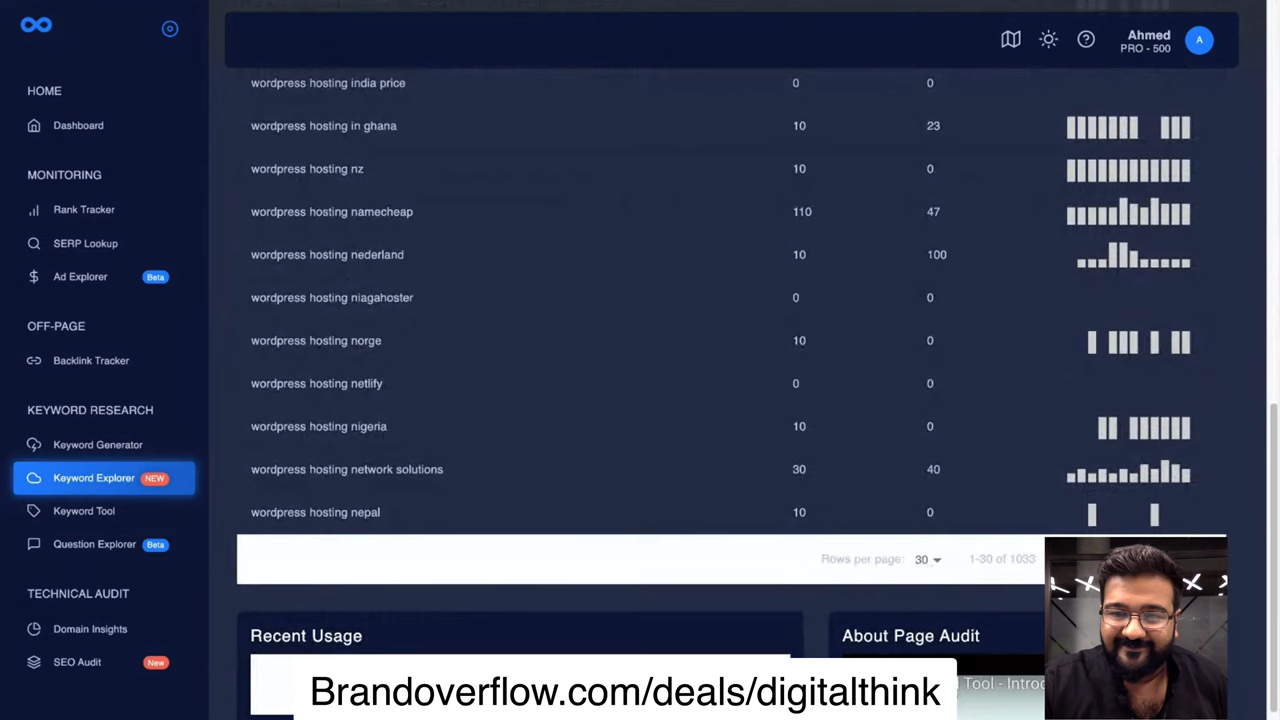 Ahmed
PRO - 500
A
HOME
Dashboard
MONITORING
Rank Tracker
SERP Lookup
Ad Explorer Beta
OFF-PAGE
Backlink Tracker
KEYWORD RESEARCH
Keyword Generator
Keyword Explorer NEW
Keyword Tool
Question Explorer Beta
TECHNICAL AUDIT
Domain Insights
SEO Audit New
wordpress hosting india price 0 0
wordpress hosting in ghana 10 23
wordpress hosting nz 10 0
wordpress hosting namecheap 110 47
wordpress hosting nederland 10 100
wordpress hosting niagahoster 0 0
wordpress hosting norge 10 0
wordpress hosting netlify 0 0
wordpress hosting nigeria 10 0
wordpress hosting network solutions 30 40
wordpress hosting nepal 10 0
Rows per page: 30 1-30 of 1033
Recent Usage
About Page Audit
Tool - Intro
Brandoverflow.com/deals/digitalthink